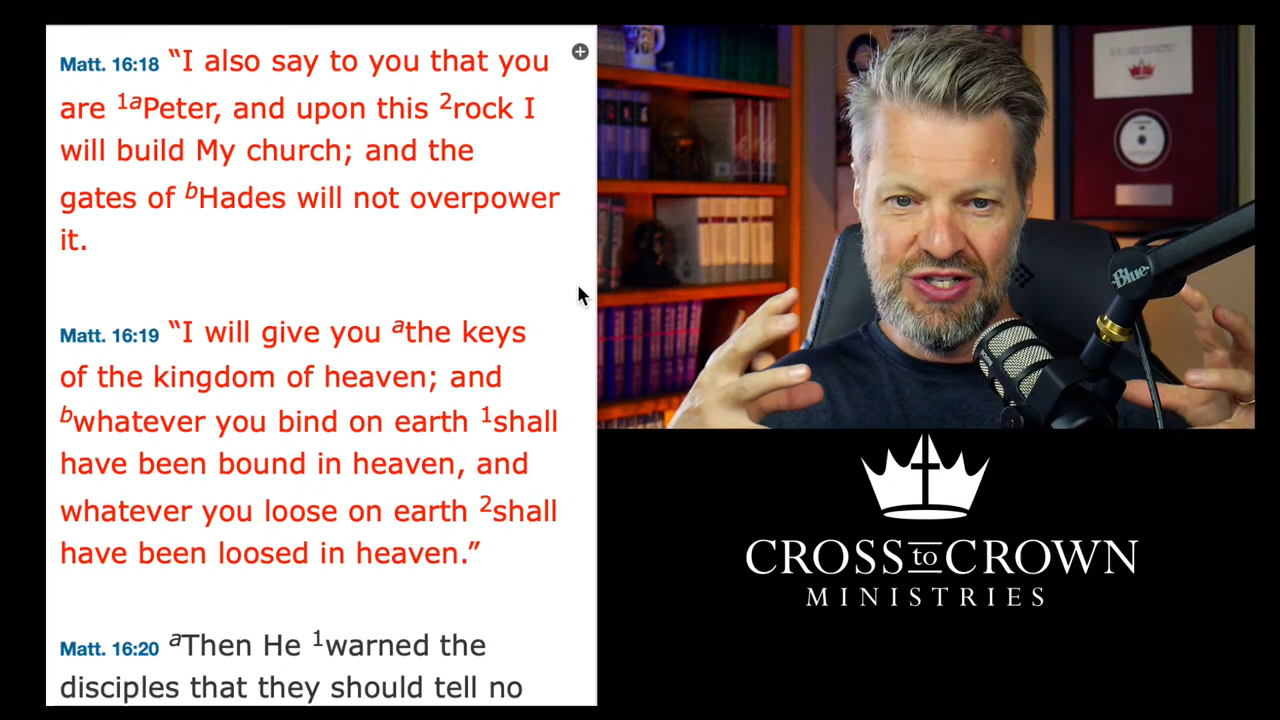 Matt. 16:18 “I also say to you that you
are 1aPeter, and upon this 2rock I
will build My church; and the
gates of bHades will not overpower
it.
Matt. 16:19 “I will give you athe keys
of the kingdom of heaven; and
bwhatever you bind on earth 1shall
have been bound in heaven, and
whatever you loose on earth 2shall
have been loosed in heaven.”
Matt. 16:20 aThen He 1warned the
disciples that they should tell no
Blue
CROSS to CROWN
MINISTRIES